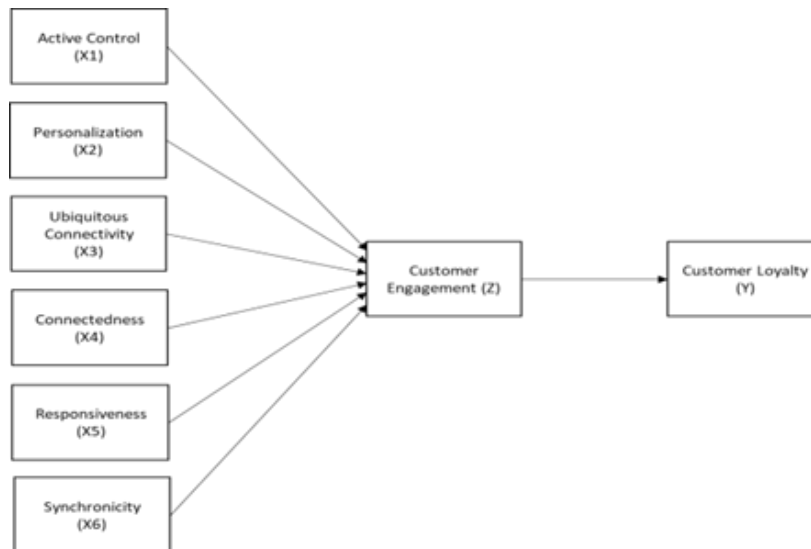 Active Control
(X1)
Personalization
(X2)
Ubiquitous
Connectivity
(X3)
Connectedness
(X4)
Responsiveness
(X5)
Synchronicity
(X6)
Customer
Engagement (Z)
Customer Loyalty
(Y)